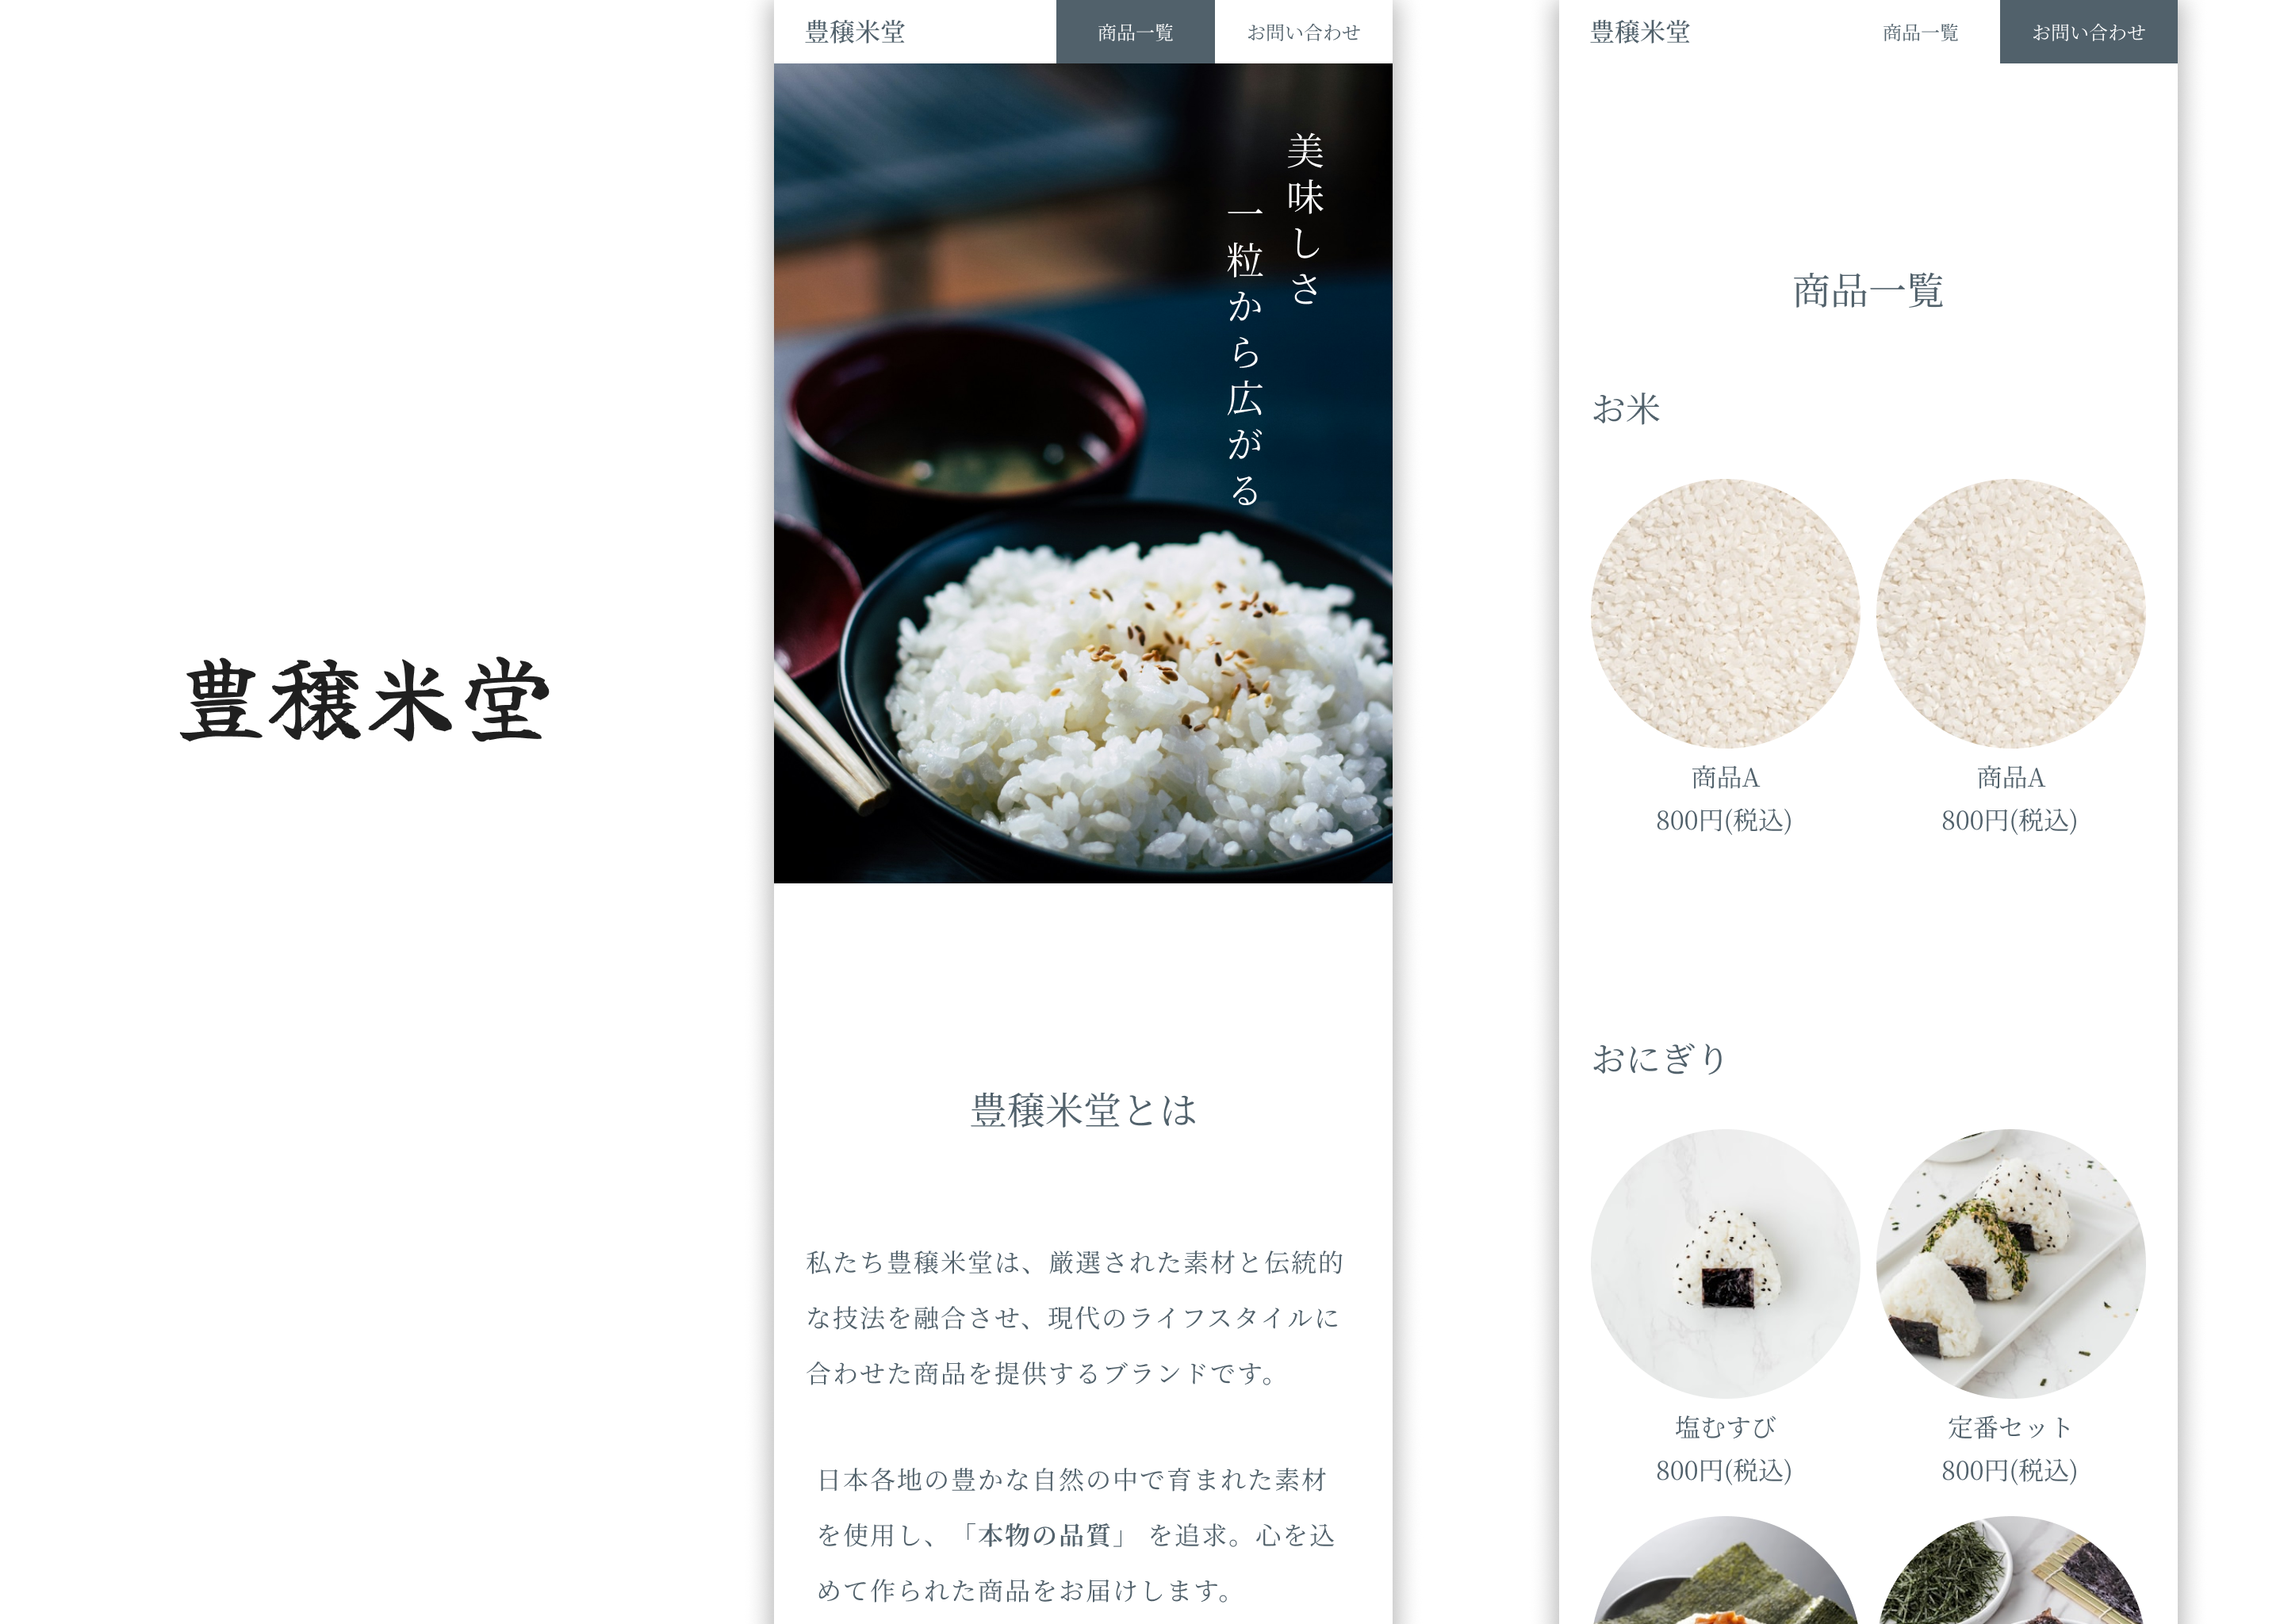 豊穣米堂
豊穣米堂 商品一覧 お問い合わせ
美味しさ
一粒から広がる
豊穣米堂とは
私たち豊穣米堂は、厳選された素材と伝統的
な技法を融合させ、現代のライフスタイルに
合わせた商品を提供するブランドです。
日本各地の豊かな自然の中で育まれた素材
を使用し、「本物の品質」 を追求。心を込
めて作られた商品をお届けします。
豊穣米堂 商品一覧 お問い合わせ
商品一覧
お米
商品A 商品A
800円(税込) 800円(税込)
おにぎり
塩むすび 定番セット
800円(税込) 800円(税込)